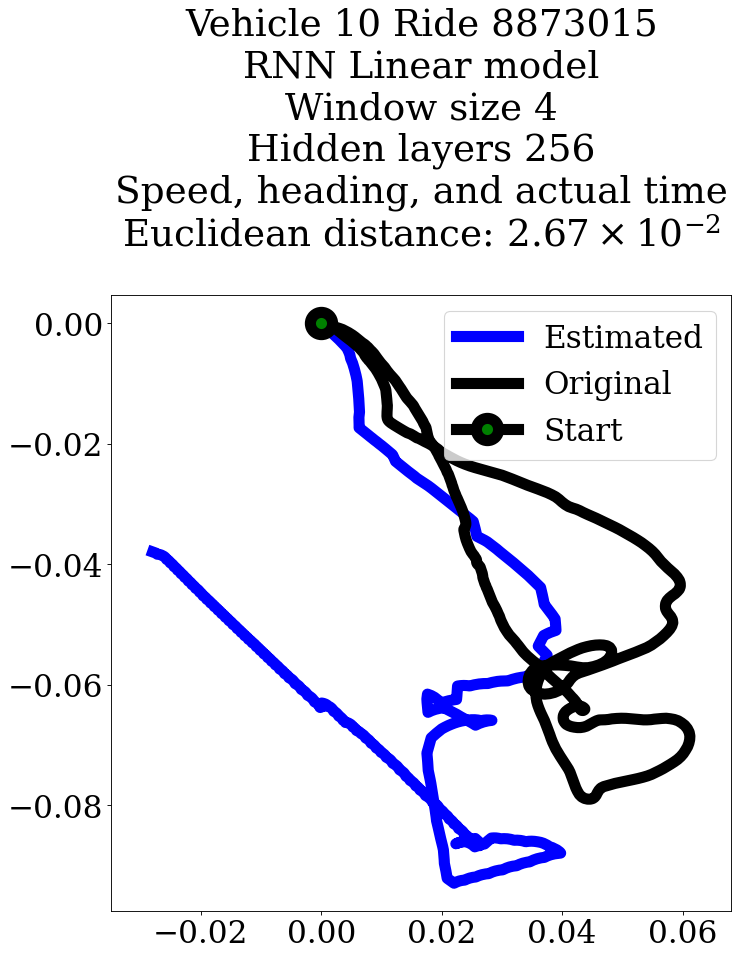 Vehicle 10 Ride 8873015
RNN Linear model
Window size 4
Hidden layers 256
Speed, heading, and actual time
Euclidean distance: 2.67 × 10⁻²
Estimated
Original
Start
0.00
−0.02
−0.04
−0.06
−0.08
−0.02 0.00 0.02 0.04 0.06